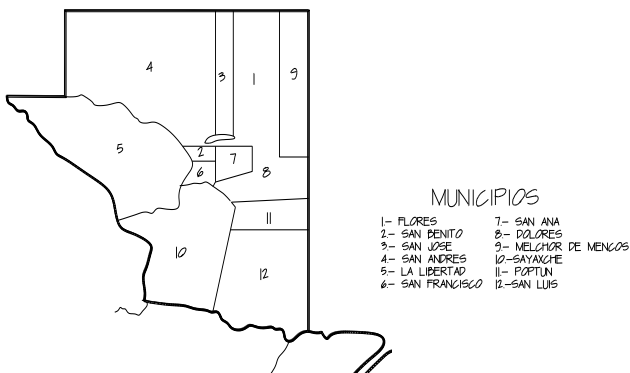 4
3
1
9
5
2
7
6
8
11
10
12
MUNICIPIOS
1.- FLORES
2.- SAN BENITO
3.- SAN JOSE
4.- SAN ANDRES
5.- LA LIBERTAD
6.- SAN FRANCISCO
7.- SAN ANA
8.- DOLORES
9.- MELCHOR DE MENCOS
10.-SAYAXCHE
11.- POPTUN
12.-SAN LUIS